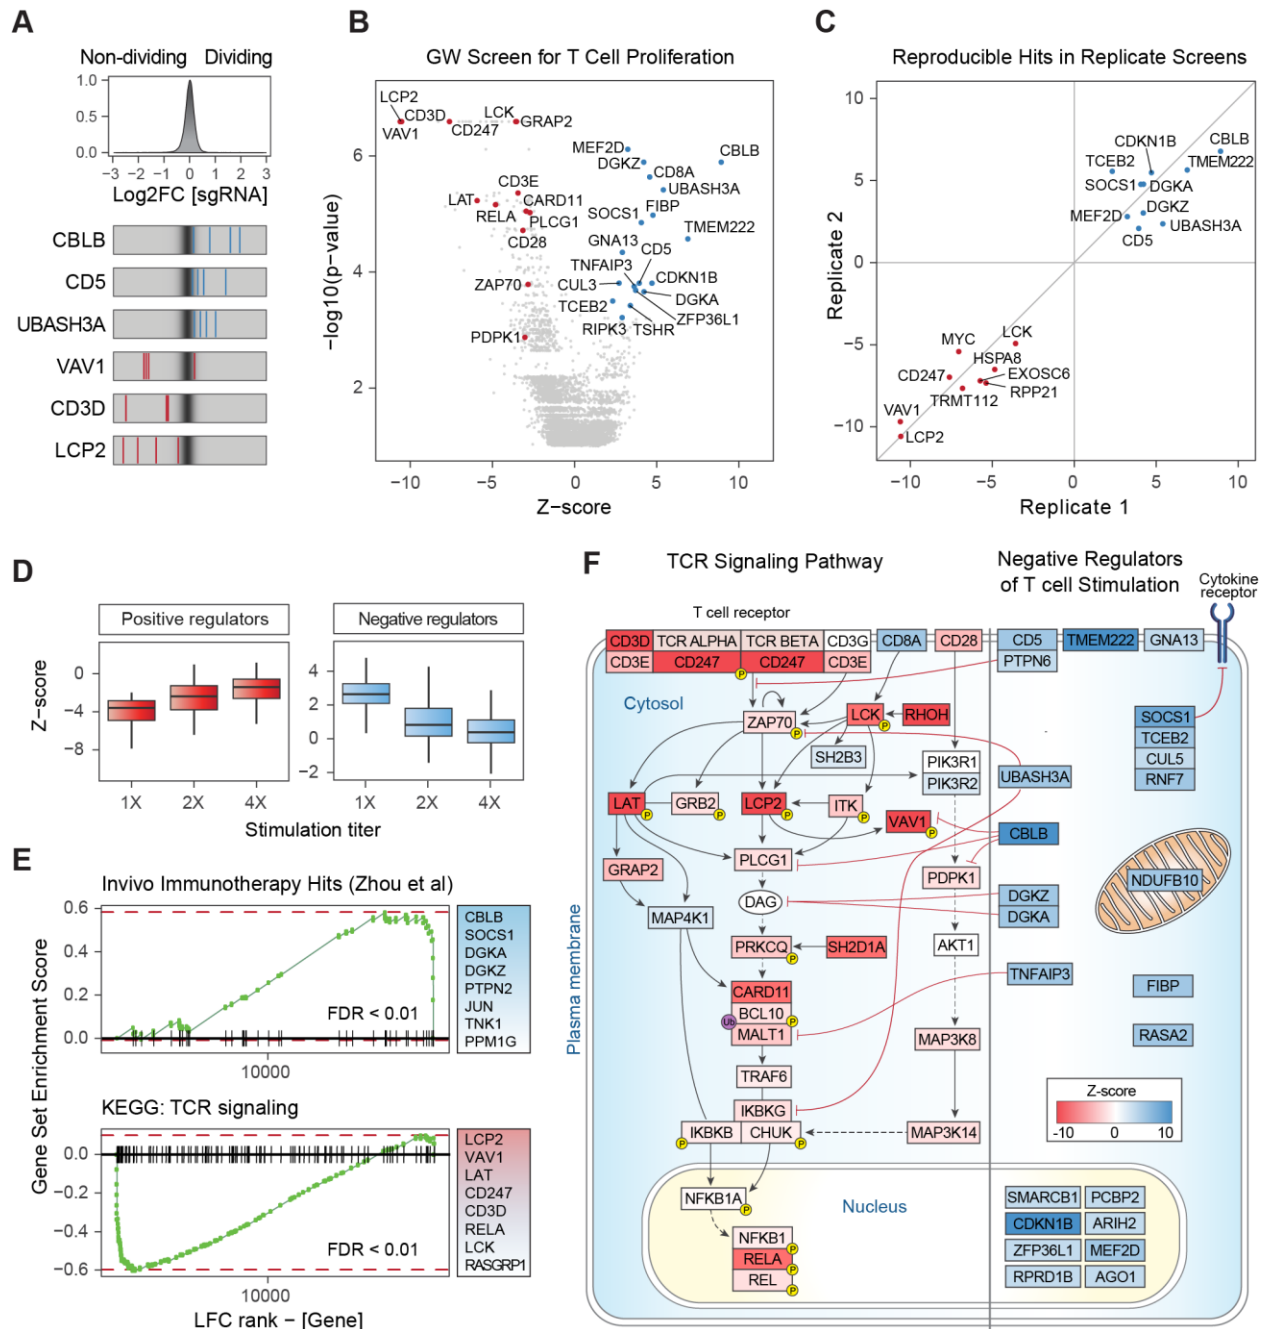 A
Non-dividing Dividing
1.0
0.5
0.0
−3 −2 −1 0 1 2 3
Log2FC [sgRNA]
CBLB
CD5
UBASH3A
VAV1
CD3D
LCP2
B
GW Screen for T Cell Proliferation
LCP2
CD3D
LCK
GRAP2
VAV1
CD247
MEF2D
CBLB
DGKZ
CD8A
CD3E
UBASH3A
LAT
CARD11
FIBP
RELA
PLCG1
SOCS1
TMEM222
CD28
GNA13
CD5
TNFAIP3
ZAP70
CUL3
CDKN1B
DGKA
TCEB2
ZFP36L1
RIPK3
TSHR
PDPK1
6
4
2
−log10(p−value)
−10 −5 0 5 10
Z−score
C
Reproducible Hits in Replicate Screens
10
5
0
−5
−10
Replicate 2
CDKN1B
CBLB
TCEB2
TMEM222
SOCS1
DGKA
MEF2D
DGKZ
UBASH3A
CD5
MYC
LCK
HSPA8
CD247
EXOSC6
TRMT112
RPP21
VAV1
LCP2
−10 −5 0 5 10
Replicate 1
D
Positive regulators
Negative regulators
Z−score
0
−4
−8
4
2
0
−2
1X 2X 4X
1X 2X 4X
Stimulation titer
E
Invivo Immunotherapy Hits (Zhou et al)
0.6
0.4
0.2
0.0
FDR < 0.01
10000
CBLB
SOCS1
DGKA
DGKZ
PTPN2
JUN
TNK1
PPM1G
Gene Set Enrichment Score
KEGG: TCR signaling
0.0
−0.2
−0.4
−0.6
FDR < 0.01
10000
LCP2
VAV1
LAT
CD247
CD3D
RELA
LCK
RASGRP1
LFC rank − [Gene]
F
TCR Signaling Pathway
Negative Regulators
of T cell Stimulation
Cytokine
receptor
T cell receptor
CD3D TCR ALPHA TCR BETA CD3G CD8A CD28 CD5 TMEM222 GNA13
CD3E CD247 CD247 CD3E PTPN6
P
Cytosol
Plasma membrane
ZAP70
P
LCK
P
RHOH
SH2B3
PIK3R1
PIK3R2
SOCS1
TCEB2
CUL5
RNF7
UBASH3A
LAT
P
GRB2
P
LCP2
P
ITK
P
VAV1
P
CBLB
GRAP2
PLCG1
PDPK1
NDUFB10
MAP4K1
DAG
DGKZ
DGKA
PRKCQ
P
SH2D1A
AKT1
TNFAIP3
FIBP
CARD11
BCL10
MALT1
Ub
P
MAP3K8
RASA2
TRAF6
IKBKG
IKBKB
CHUK
P
P
MAP3K14
Z-score
-10 0 10
NFKB1A
P
Nucleus
NFKB1
P
RELA
P
REL
P
SMARCB1 PCBP2
CDKN1B ARIH2
ZFP36L1 MEF2D
RPRD1B AGO1